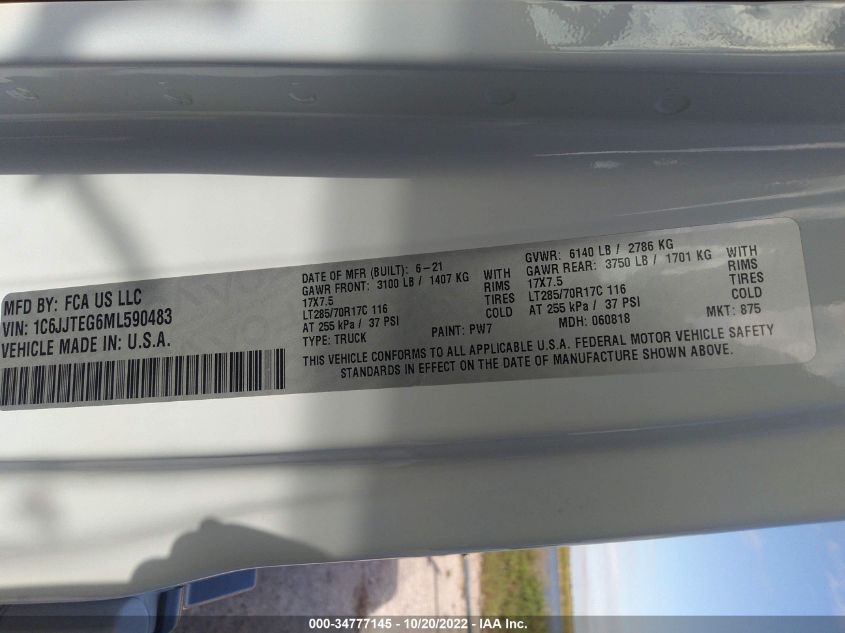 MFD BY: FCA US LLC
VIN: 1C6JJTEG6ML590483
VEHICLE MADE IN: U.S.A.
DATE OF MFR (BUILT): 6-21
GAWR FRONT: 3100 LB / 1407 KG WITH
17X7.5 RIMS
LT285/70R17C 116 TIRES
AT 255 kPa / 37 PSI COLD
TYPE: TRUCK PAINT: PW7
GVWR: 6140 LB / 2786 KG
GAWR REAR: 3750 LB / 1701 KG WITH
17X7.5 RIMS
LT285/70R17C 116 TIRES
AT 255 kPa / 37 PSI COLD
MDH: 060818 MKT: 875
THIS VEHICLE CONFORMS TO ALL APPLICABLE U.S.A. FEDERAL MOTOR VEHICLE SAFETY
STANDARDS IN EFFECT ON THE DATE OF MANUFACTURE SHOWN ABOVE.
000-34777145 - 10/20/2022 - IAA Inc.